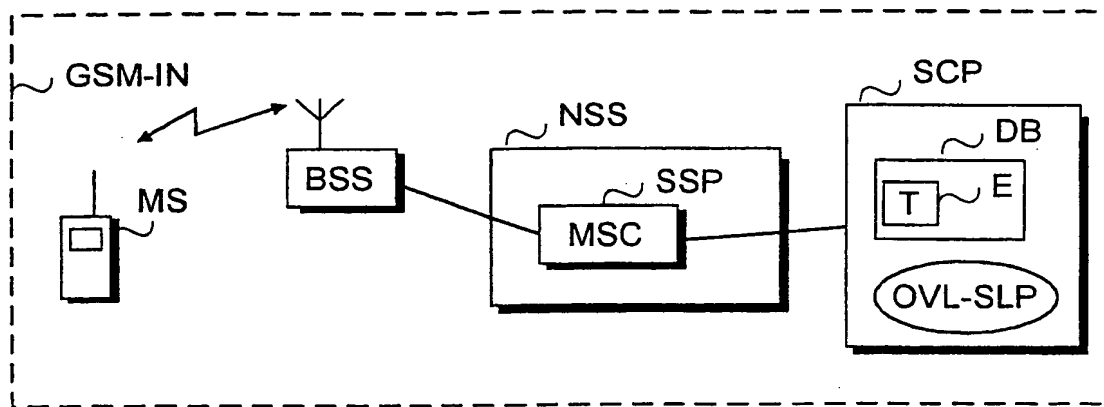 GSM-IN
SCP
NSS
DB
BSS
SSP
T
E
MS
MSC
OVL-SLP